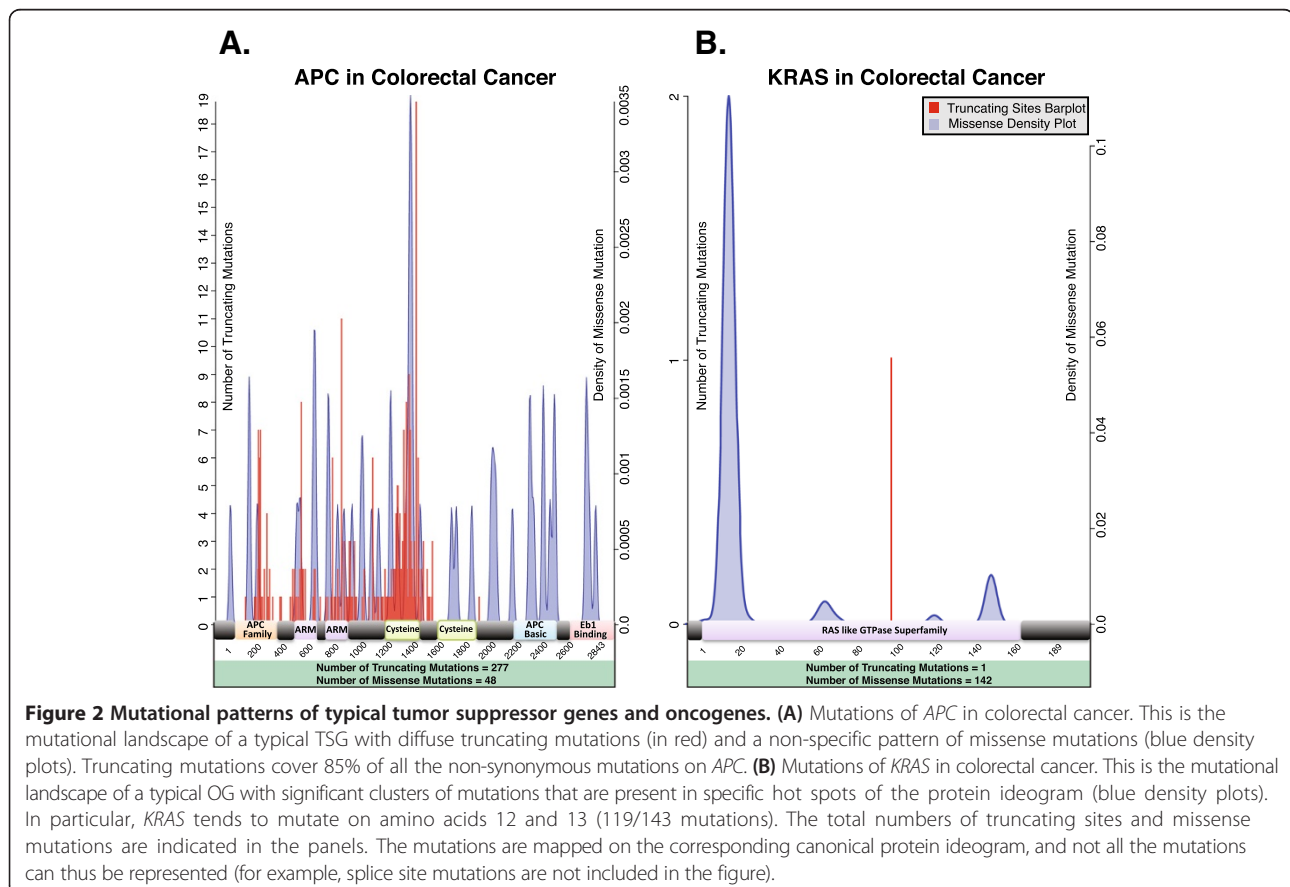 A.
APC in Colorectal Cancer
19
18
17
16
15
14
13
12
11
10
9
8
7
6
5
4
3
2
1
0
Number of Truncating Mutations
0.0035
0.003
0.0025
0.002
0.0015
0.001
0.0005
0.0
Density of Missense Mutation
APC Family
ARM
ARM
Cysteine
Cysteine
APC Basic
Eb1 Binding
1 200 400 600 800 1000 1200 1400 1600 1800 2000 2200 2400 2600 2843
Number of Truncating Mutations = 277
Number of Missense Mutations = 48
B.
KRAS in Colorectal Cancer
Truncating Sites Barplot
Missense Density Plot
2
1
0
Number of Truncating Mutations
0.1
0.08
0.06
0.04
0.02
0.0
Density of Missense Mutation
RAS like GTPase Superfamily
1 20 40 60 80 100 120 140 160 189
Number of Truncating Mutations = 1
Number of Missense Mutations = 142
Figure 2 Mutational patterns of typical tumor suppressor genes and oncogenes. (A) Mutations of APC in colorectal cancer. This is the
mutational landscape of a typical TSG with diffuse truncating mutations (in red) and a non-specific pattern of missense mutations (blue density
plots). Truncating mutations cover 85% of all the non-synonymous mutations on APC. (B) Mutations of KRAS in colorectal cancer. This is the mutational
landscape of a typical OG with significant clusters of mutations that are present in specific hot spots of the protein ideogram (blue density plots).
In particular, KRAS tends to mutate on amino acids 12 and 13 (119/143 mutations). The total numbers of truncating sites and missense
mutations are indicated in the panels. The mutations are mapped on the corresponding canonical protein ideogram, and not all the mutations
can thus be represented (for example, splice site mutations are not included in the figure).